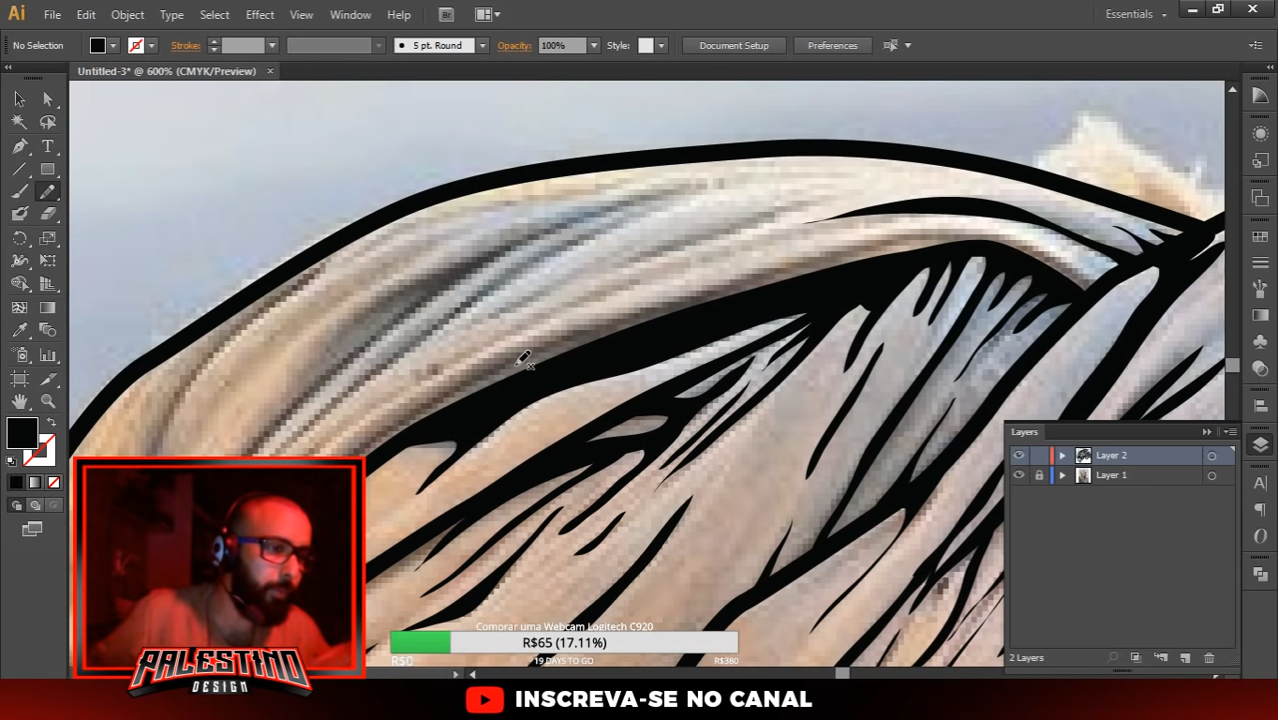 Ai File Edit Object Type Select Effect View Window Help Br Essentials
No Selection Stroke: 5 pt. Round Opacity: 100% Style: Document Setup Preferences
Untitled-3* @ 600% (CMYK/Preview)
Layers
Layer 2
Layer 1
2 Layers
Comorar uma Webcam Logitech C920
R$65 (17.11%)
R$0 19 DAYS TO GO R$380
PALESTINO
DESIGN
INSCREVA-SE NO CANAL